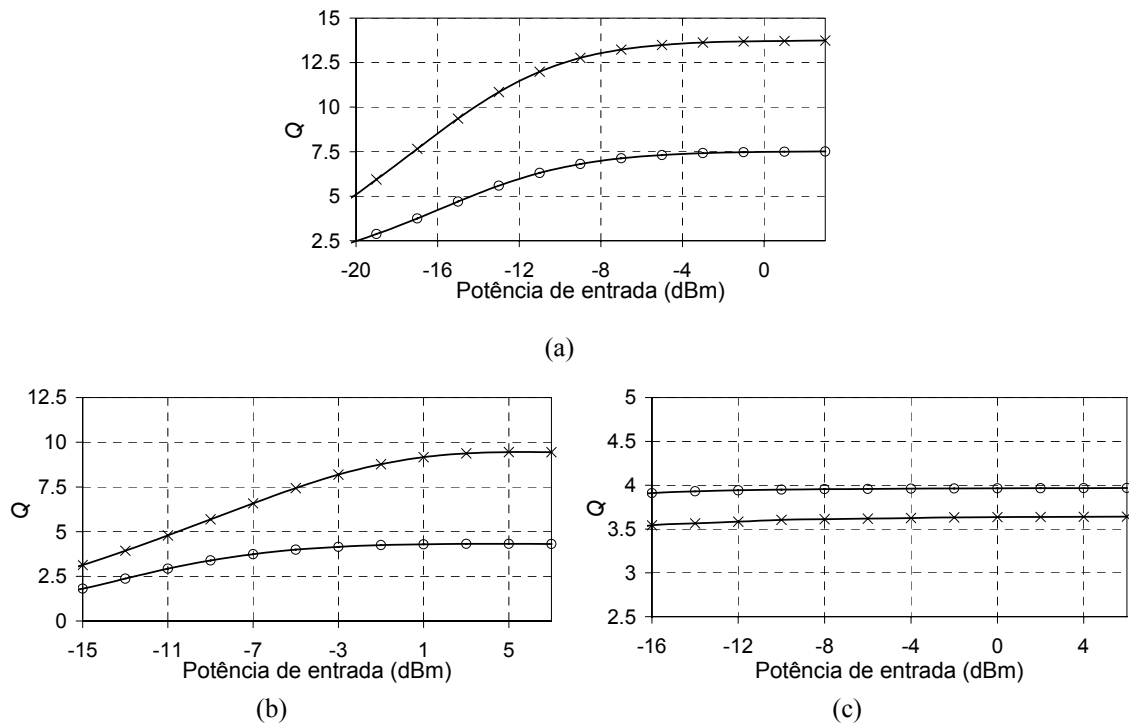 15
12.5
10
7.5
5
2.5
Q
-20 -16 -12 -8 -4 0
Potência de entrada (dBm)
(a)
12.5
10
7.5
5
2.5
0
Q
-15 -11 -7 -3 1 5
Potência de entrada (dBm)
(b)
5
4.5
4
3.5
3
2.5
Q
-16 -12 -8 -4 0 4
Potência de entrada (dBm)
(c)